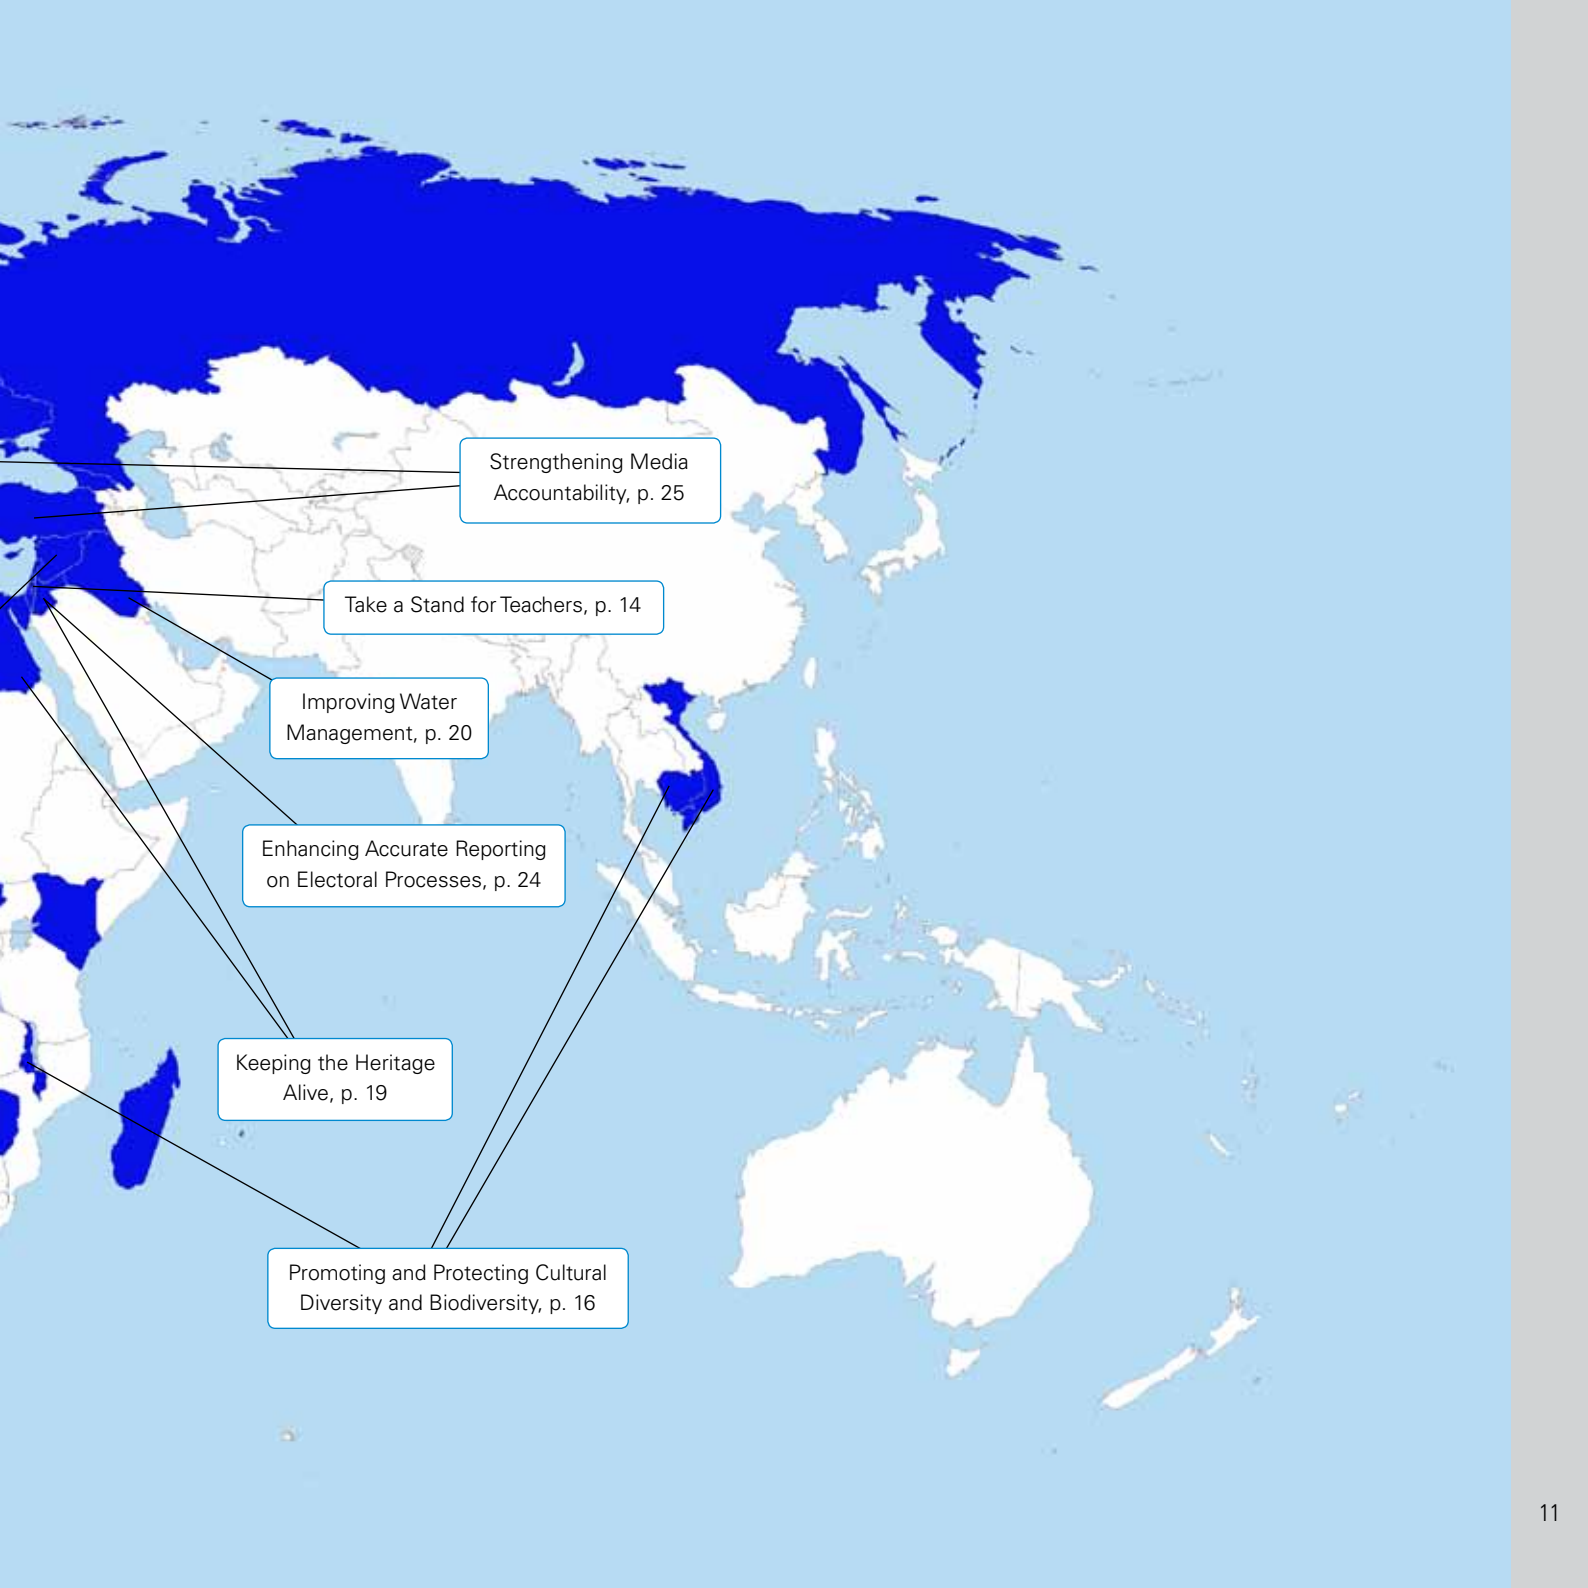 Strengthening Media
Accountability, p. 25
Take a Stand for Teachers, p. 14
Improving Water
Management, p. 20
Enhancing Accurate Reporting
on Electoral Processes, p. 24
Keeping the Heritage
Alive, p. 19
Promoting and Protecting Cultural
Diversity and Biodiversity, p. 16
11